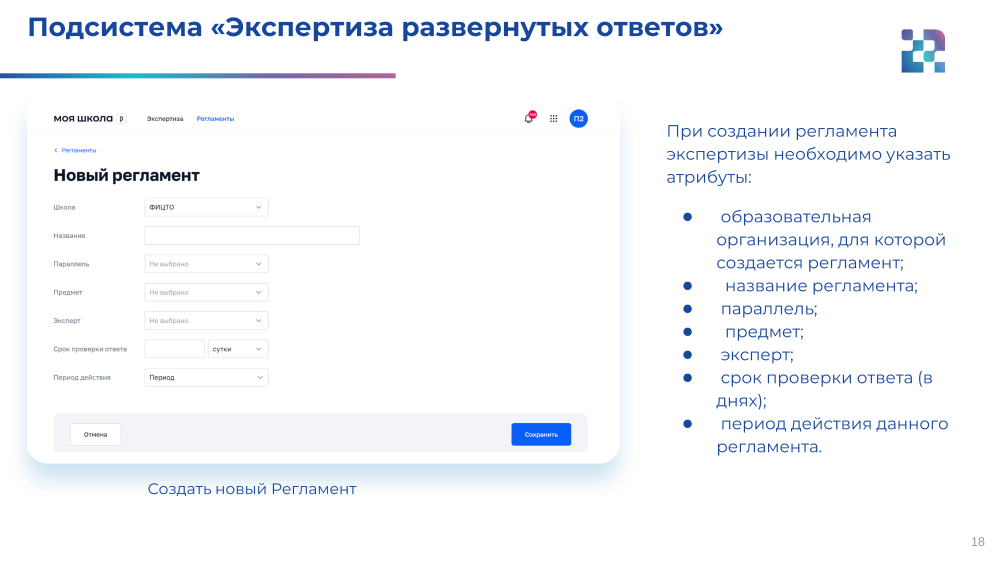 Подсистема «Экспертиза развернутых ответов»
моя школа β Экспертиза Регламенты П2
‹ Регламенты
Новый регламент
Школа ФИЦТО
Название
Параллель Не выбрано
Предмет Не выбрано
Эксперт Не выбрано
Срок проверки ответа сутки
Период действия Период
Отмена Сохранить
Создать новый Регламент
При создании регламента
экспертизы необходимо указать
атрибуты:
● образовательная
организация, для которой
создается регламент;
● название регламента;
● параллель;
● предмет;
● эксперт;
● срок проверки ответа (в
днях);
● период действия данного
регламента.
18